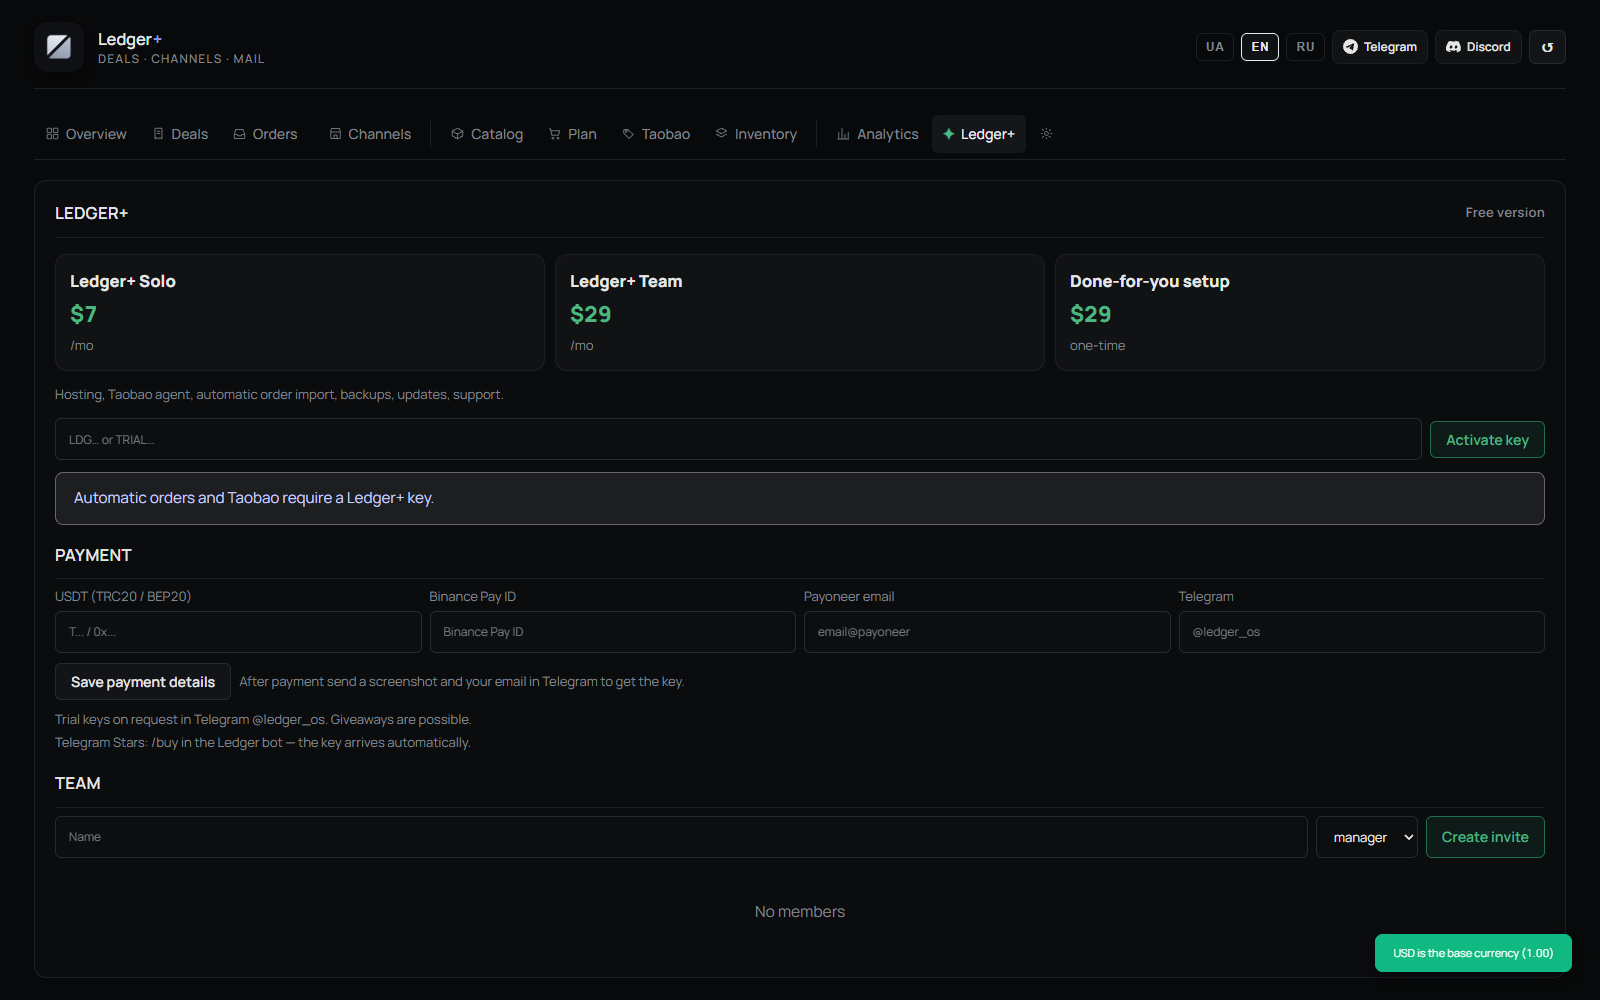 Ledger+
DEALS · CHANNELS · MAIL
UA EN RU Telegram Discord
Overview Deals Orders Channels Catalog Plan Taobao Inventory Analytics Ledger+
LEDGER+
Free version
Ledger+ Solo
$7
/mo
Ledger+ Team
$29
/mo
Done-for-you setup
$29
one-time
Hosting, Taobao agent, automatic order import, backups, updates, support.
LDG... or TRIAL...
Activate key
Automatic orders and Taobao require a Ledger+ key.
PAYMENT
USDT (TRC20 / BEP20) Binance Pay ID Payoneer email Telegram
T... / 0x... Binance Pay ID email@payoneer @ledger_os
Save payment details After payment send a screenshot and your email in Telegram to get the key.
Trial keys on request in Telegram @ledger_os. Giveaways are possible.
Telegram Stars: /buy in the Ledger bot — the key arrives automatically.
TEAM
Name manager Create invite
No members
USD is the base currency (1.00)